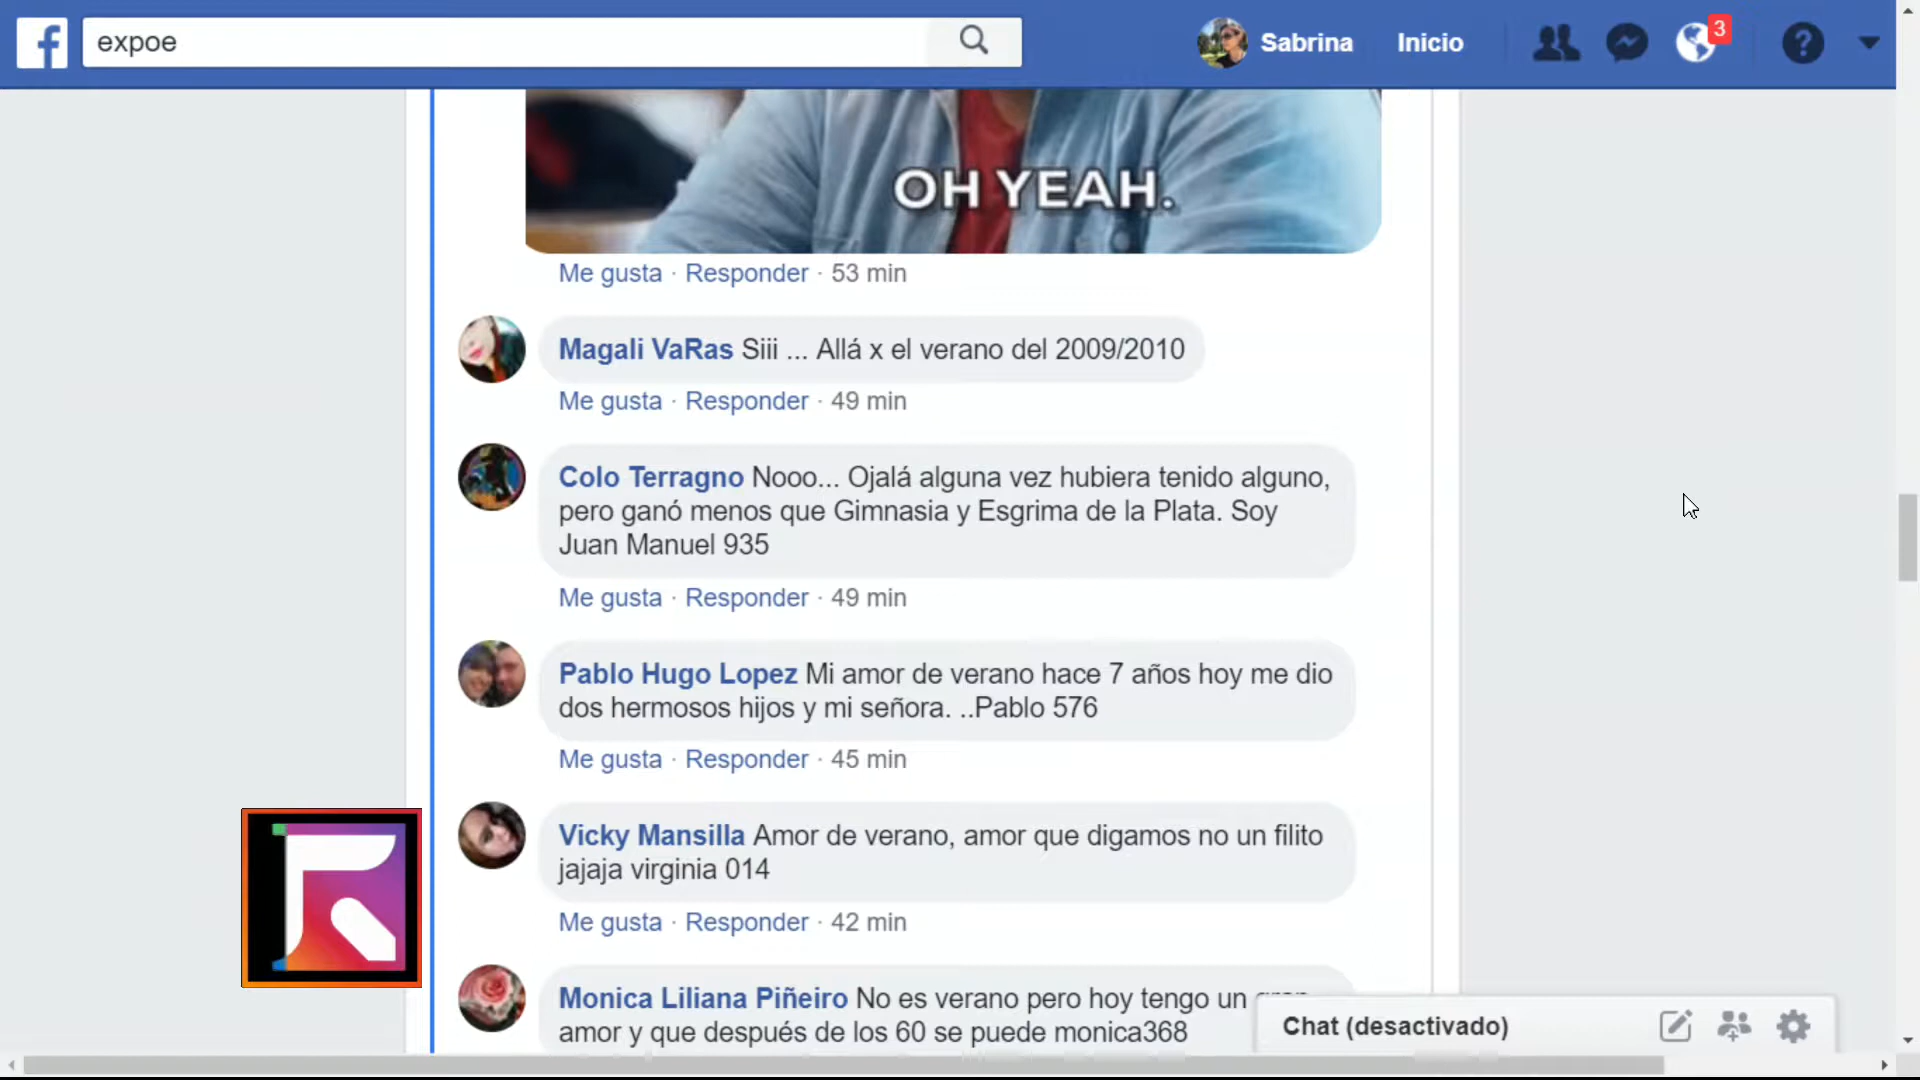 expoe
Sabrina
Inicio
3
?
OH YEAH.
Me gusta · Responder · 53 min
Magali VaRas Siii ... Allá x el verano del 2009/2010
Me gusta · Responder · 49 min
Colo Terragno Nooo... Ojalá alguna vez hubiera tenido alguno,
pero ganó menos que Gimnasia y Esgrima de la Plata. Soy
Juan Manuel 935
Me gusta · Responder · 49 min
Pablo Hugo Lopez Mi amor de verano hace 7 años hoy me dio
dos hermosos hijos y mi señora. ..Pablo 576
Me gusta · Responder · 45 min
Vicky Mansilla Amor de verano, amor que digamos no un filito
jajaja virginia 014
Me gusta · Responder · 42 min
Monica Liliana Piñeiro No es verano pero hoy tengo un
amor y que después de los 60 se puede monica368
Chat (desactivado)